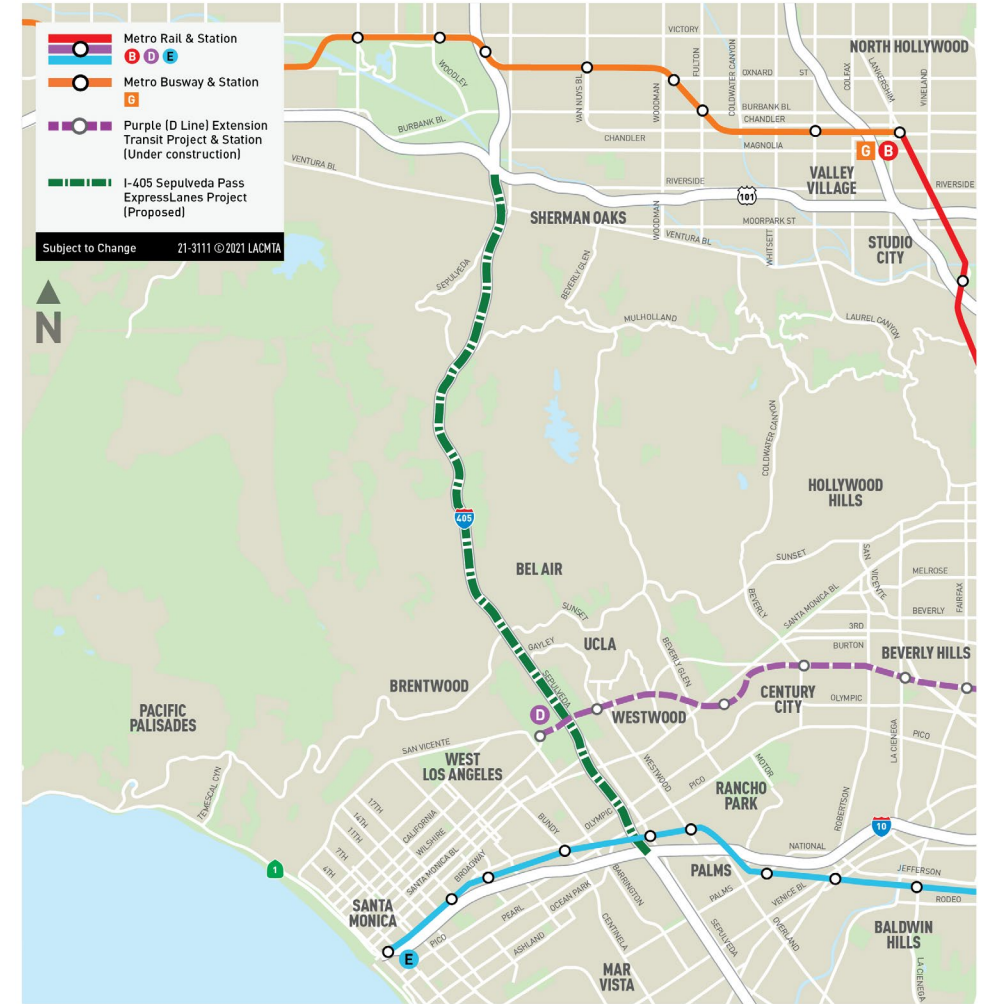 Metro Rail & Station
B D E
Metro Busway & Station
G
Purple (D Line) Extension
Transit Project & Station
(Under construction)
I-405 Sepulveda Pass
ExpressLanes Project
(Proposed)
Subject to Change 21-3111 ©2021 LACMTA
N
VICTORY
NORTH HOLLYWOOD
WOODLEY
VAN NUYS BL
WOODMAN
FULTON
COLDWATER CANYON
OXNARD ST
COLFAX
LANKERSHIM
VINELAND
BURBANK BL
BURBANK BL
CHANDLER
CHANDLER
MAGNOLIA
G B
VENTURA BL
VALLEY
VILLAGE
RIVERSIDE
RIVERSIDE
101
SHERMAN OAKS
WOODMAN
MOORPARK ST
VENTURA BL
WHITSETT
STUDIO
CITY
SEPULVEDA
BEVERLY GLEN
MULHOLLAND
LAUREL CANYON
COLDWATER CANYON
HOLLYWOOD
HILLS
405
BEL AIR
SUNSET
SAN VICENTE
MELROSE
BEVERLY
FAIRFAX
SUNSET
BEVERLY
SANTA MONICA BL
3RD
GAYLEY
UCLA
BURTON
BEVERLY HILLS
BEVERLY GLEN
SEPULVEDA
BRENTWOOD
CENTURY
CITY
OLYMPIC
PACIFIC
PALISADES
D
WESTWOOD
LA CIENEGA
PICO
SAN VICENTE
WEST
LOS ANGELES
WESTWOOD
PICO
MOTOR
RANCHO
PARK
TEMESCAL CYN
17TH
14TH
11TH
7TH
4TH
CALIFORNIA
WILSHIRE
SANTA MONICA BL
BROADWAY
BUNDY
OLYMPIC
ROBERTSON
10
NATIONAL
1
PALMS
JEFFERSON
RODEO
BARRINGTON
PALMS
VENICE BL
SANTA
MONICA
PEARL
OCEAN PARK
PICO
ASHLAND
CENTINELA
SEPULVEDA
OVERLAND
BALDWIN
HILLS
E
MAR
VISTA
LA CIENEGA